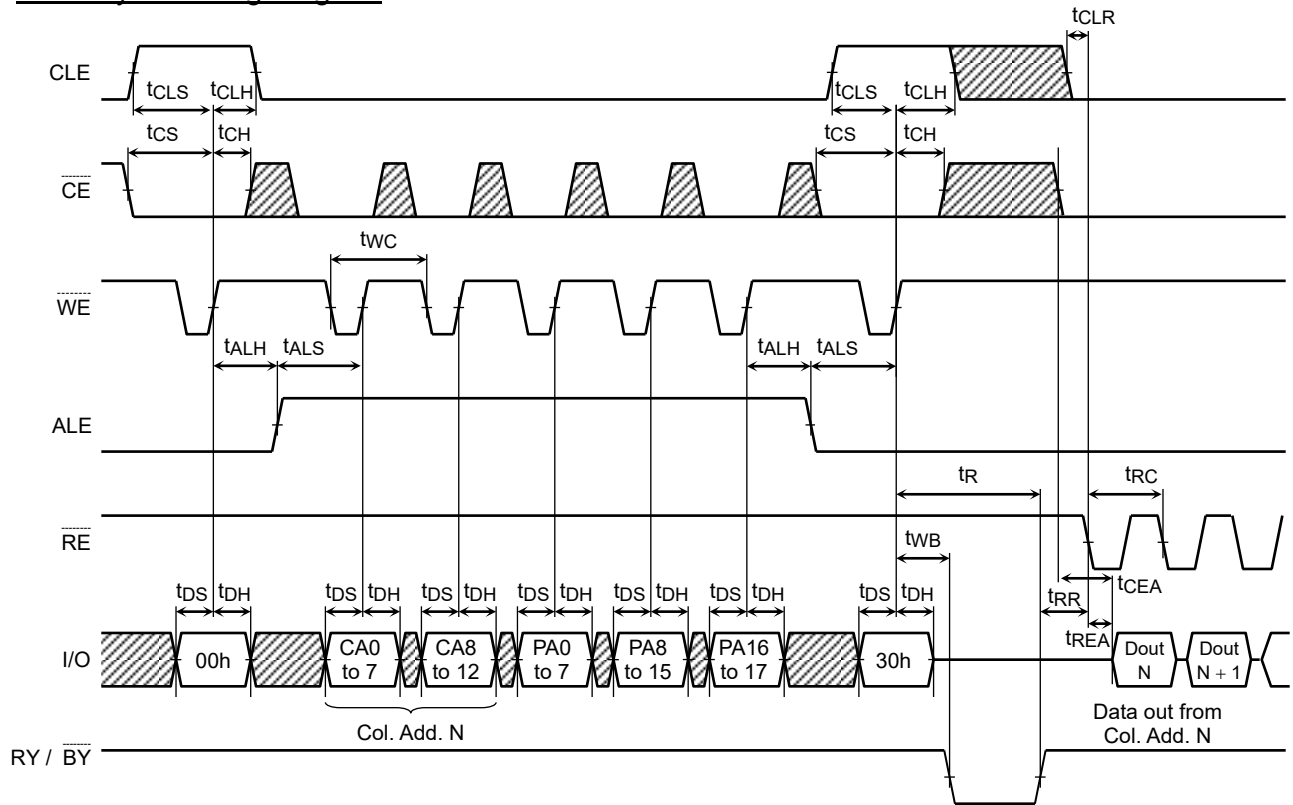 tCLR
CLE
tCLS
tCLH
tCLS
tCLH
tCS
tCH
tCS
tCH
CE
tWC
WE
tALH
tALS
tALH
tALS
ALE
tR
tRC
RE
tWB
tDS
tDH
tDS
tDH
tDS
tDH
tDS
tDH
tDS
tDH
tDS
tDH
tDS
tDH
tCEA
tRR
tREA
I/O
00h
CA0
to 7
CA8
to 12
PA0
to 7
PA8
to 15
PA16
to 17
30h
Dout
N
Dout
N + 1
Col. Add. N
Data out from
Col. Add. N
RY / BY